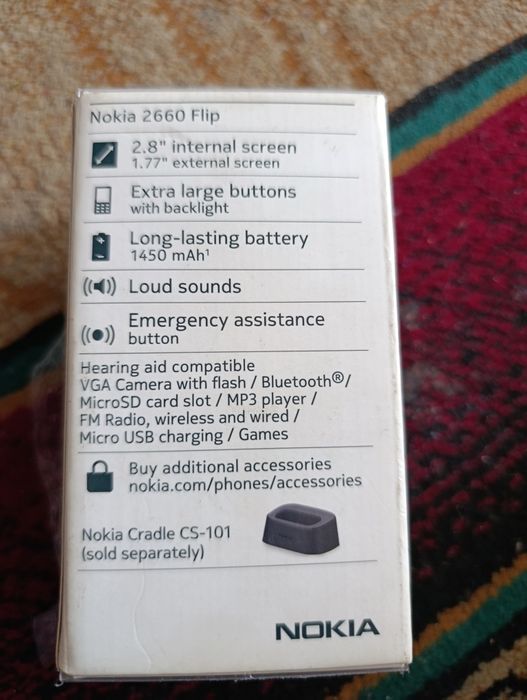 Nokia 2660 Flip
2.8" internal screen
1.77" external screen
Extra large buttons
with backlight
Long-lasting battery
1450 mAh¹
Loud sounds
Emergency assistance
button
Hearing aid compatible
VGA Camera with flash / Bluetooth®/
MicroSD card slot / MP3 player /
FM Radio, wireless and wired /
Micro USB charging / Games
Buy additional accessories
nokia.com/phones/accessories
Nokia Cradle CS-101
(sold separately)
NOKIA